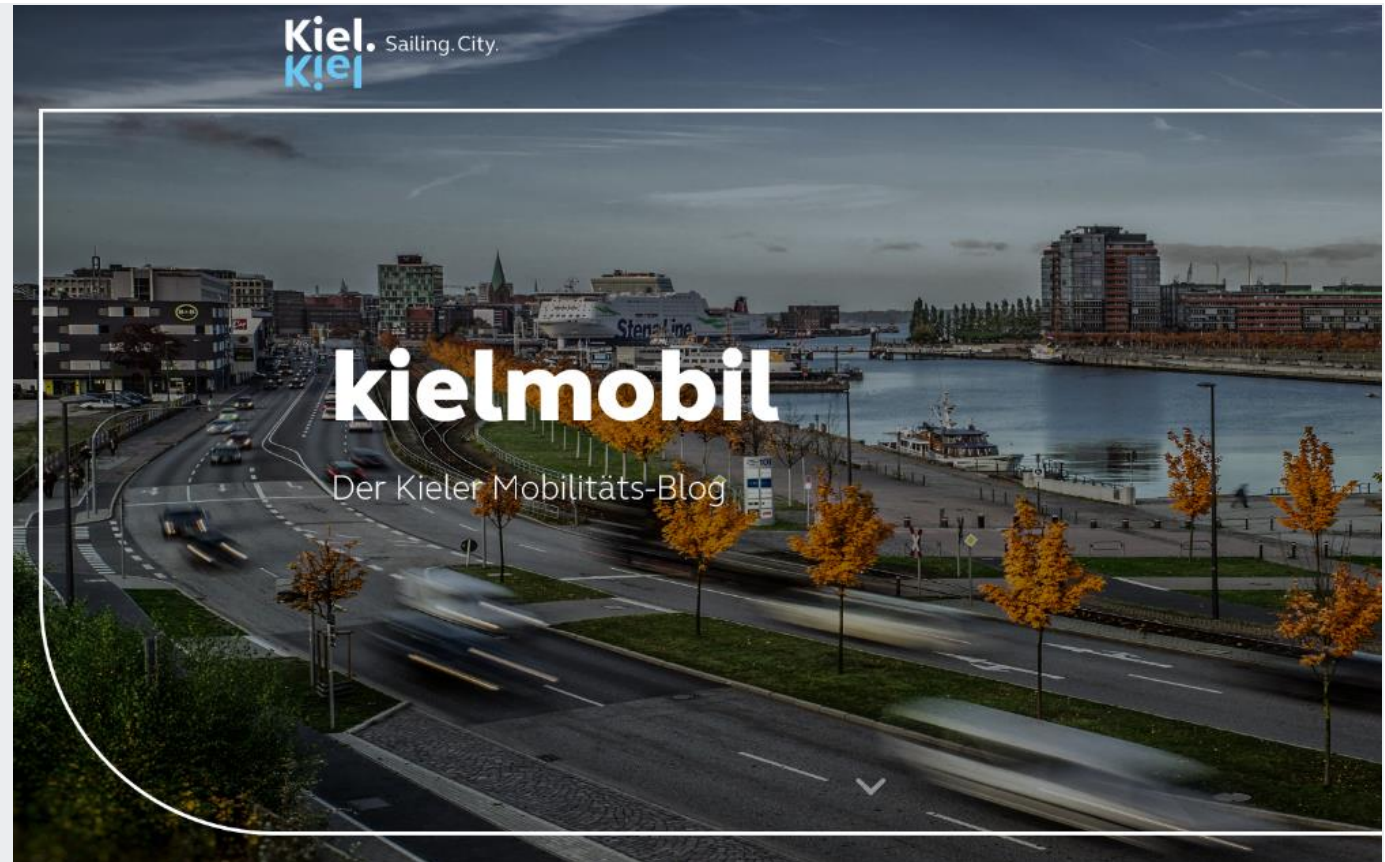 Kiel. Sailing.City.
Kiel
B&B
Stena Line
kielmobil
Der Kieler Mobilitäts-Blog